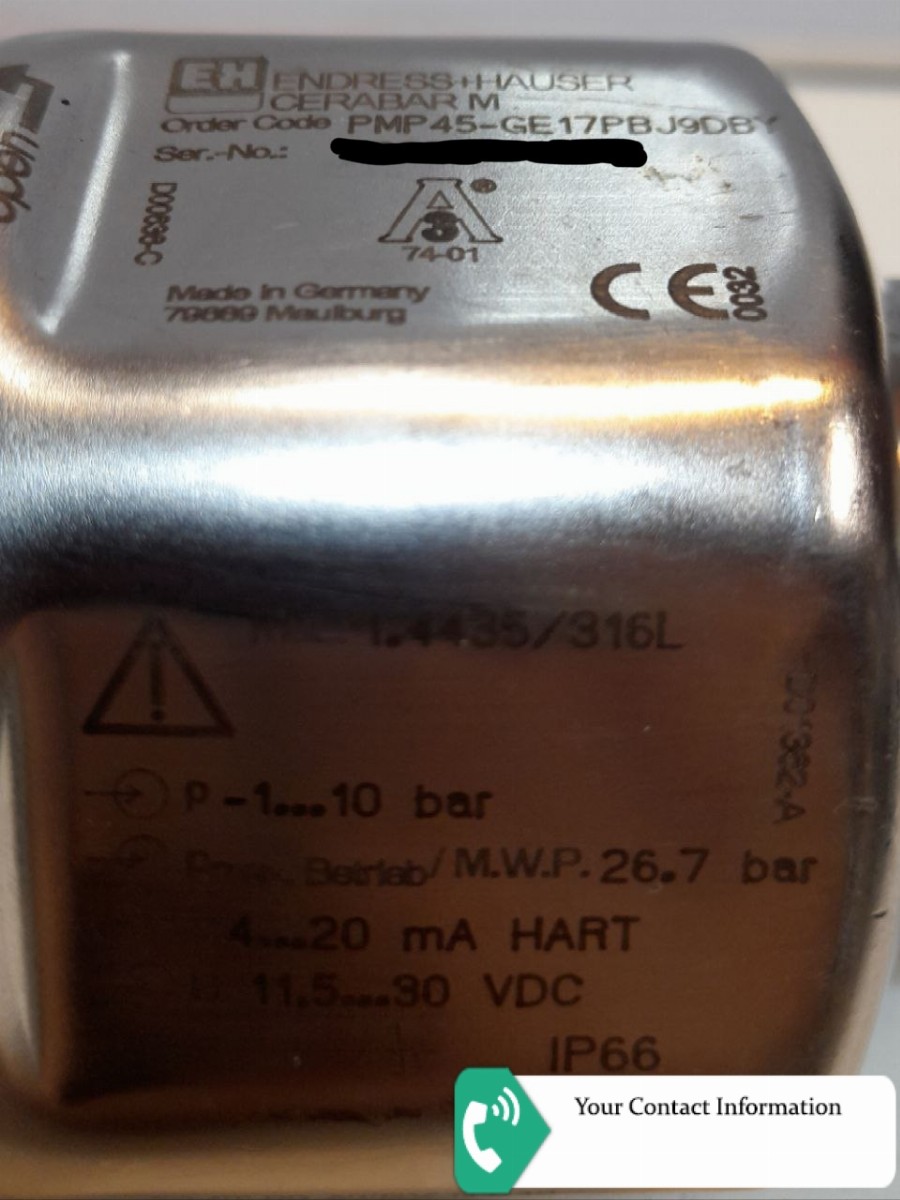 EH ENDRESS+HAUSER
CERABAR M
Order Code PMP45-GE17PBJ9DBY
Ser.-No.:
open
D00636-C
A®
74-01
Made in Germany
79689 Maulburg
CE 0032
1.4435/316L
!
p -1...10 bar
Betrieb/M.W.P. 26.7 bar
4...20 mA HART
U 11.5...30 VDC
IP66
Your Contact Information